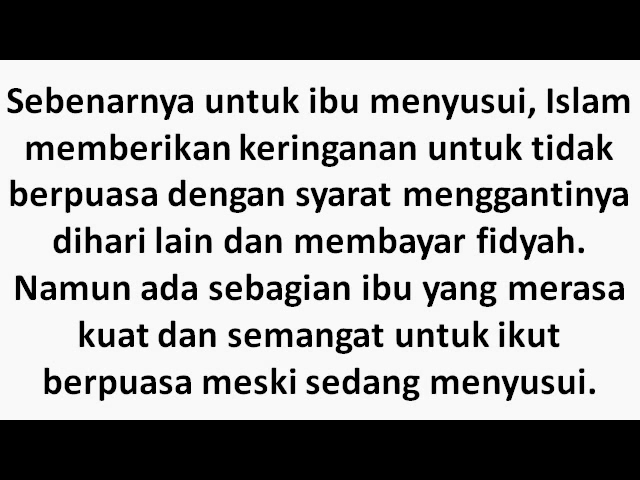 Sebenarnya untuk ibu menyusui, Islam
memberikan keringanan untuk tidak
berpuasa dengan syarat menggantinya
dihari lain dan membayar fidyah.
Namun ada sebagian ibu yang merasa
kuat dan semangat untuk ikut
berpuasa meski sedang menyusui.